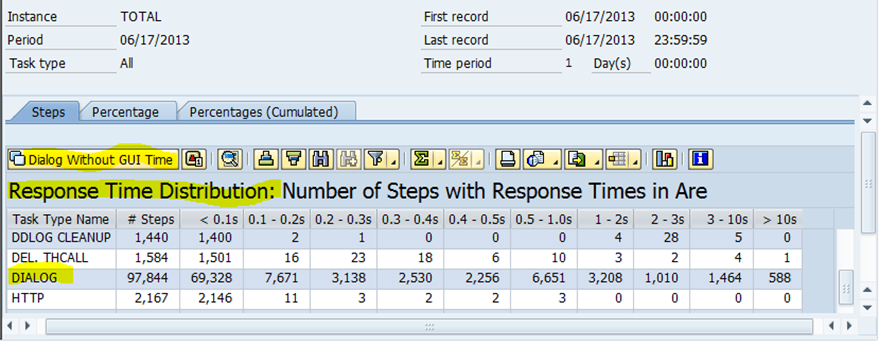 Instance TOTAL First record 06/17/2013 00:00:00
Period 06/17/2013 Last record 06/17/2013 23:59:59
Task type All Time period 1 Day(s) 00:00:00
Steps Percentage Percentages (Cumulated)
Dialog Without GUI Time
Response Time Distribution: Number of Steps with Response Times in Are
Task Type Name # Steps < 0.1s 0.1 - 0.2s 0.2 - 0.3s 0.3 - 0.4s 0.4 - 0.5s 0.5 - 1.0s 1 - 2s 2 - 3s 3 - 10s > 10s
DDLOG CLEANUP 1,440 1,400 2 1 0 0 0 4 28 5 0
DEL. THCALL 1,584 1,501 16 23 18 6 10 3 2 4 1
DIALOG 97,844 69,328 7,671 3,138 2,530 2,256 6,651 3,208 1,010 1,464 588
HTTP 2,167 2,146 11 3 2 2 3 0 0 0 0